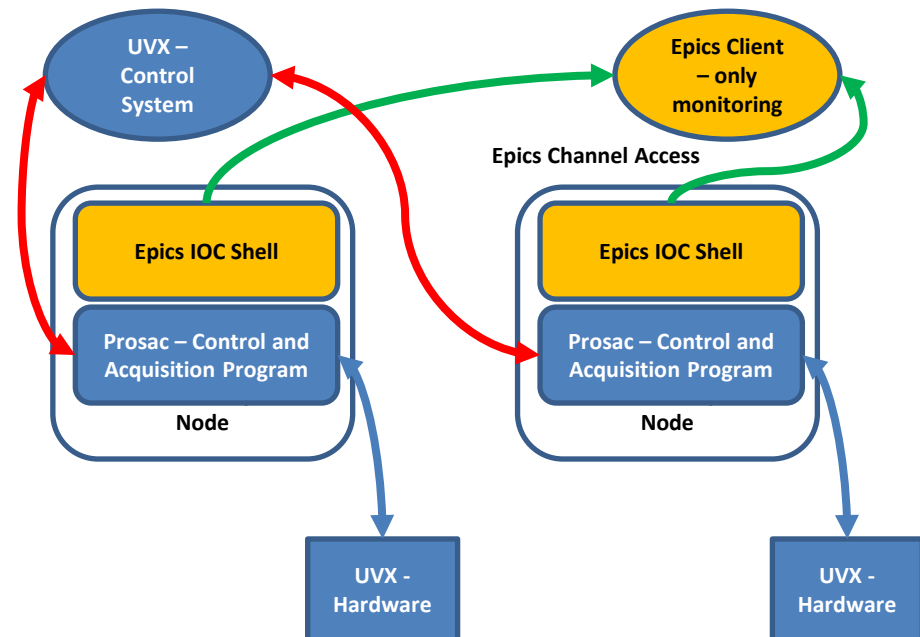 UVX –
Control
System
Epics Client
– only
monitoring
Epics Channel Access
Epics IOC Shell
Prosac – Control and
Acquisition Program
Node
Epics IOC Shell
Prosac – Control and
Acquisition Program
Node
UVX -
Hardware
UVX -
Hardware